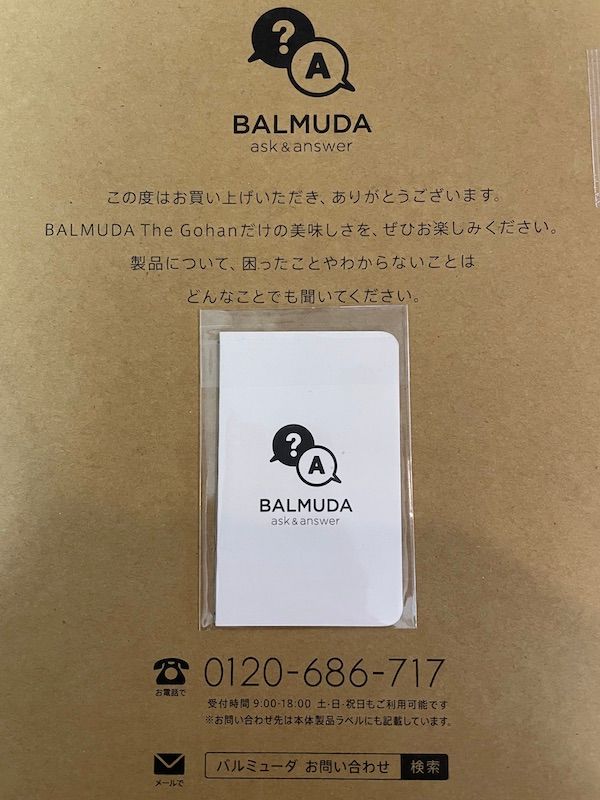 ?
A
BALMUDA
ask & answer
この度はお買い上げいただき、ありがとうございます。
BALMUDA The Gohanだけの美味しさを、ぜひお楽しみください。
製品について、困ったことやわからないことは
どんなことでも聞いてください。
?
A
BALMUDA
ask & answer
お電話で
0120-686-717
受付時間 9:00-18:00 土・日・祝日もご利用可能です
※お問い合わせ先は本体製品ラベルにも記載しています。
メールで
バルミューダ お問い合わせ 検索